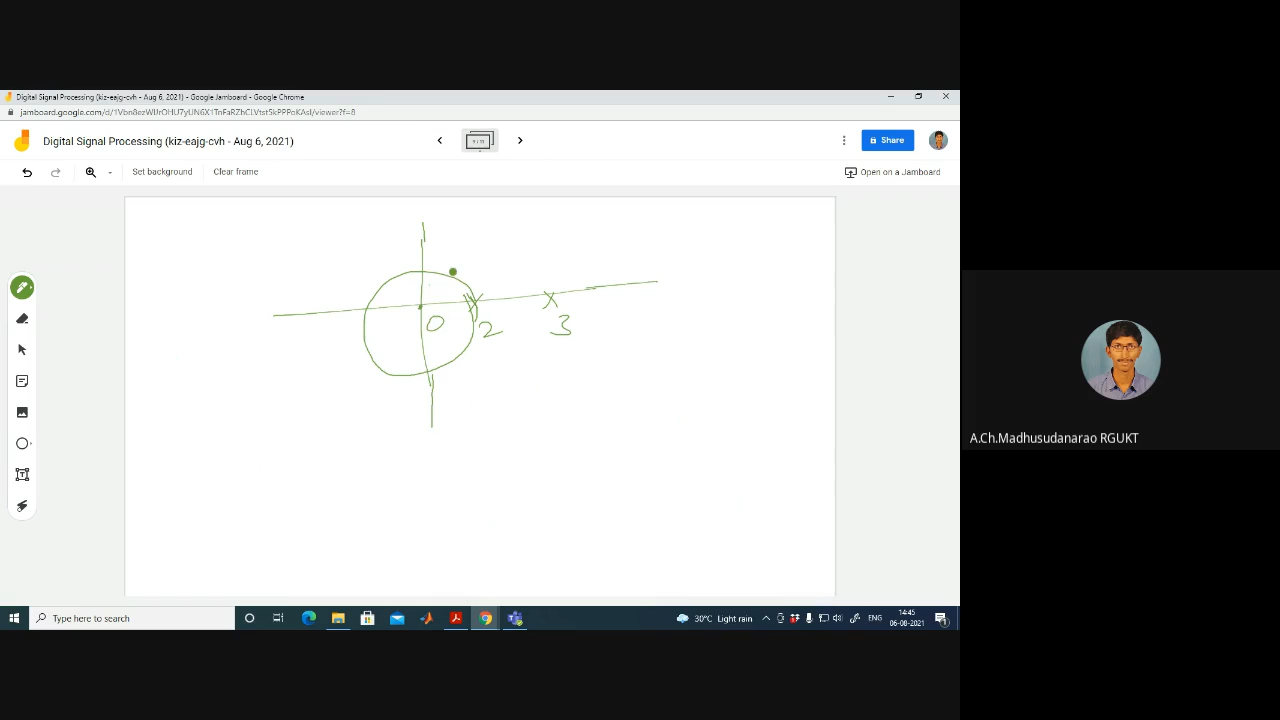 Digital Signal Processing (kiz-eajg-cvh - Aug 6, 2021) - Google Jamboard - Google Chrome
Digital Signal Processing (kiz-eajg-cvh - Aug 6, 2021)
9 / 11
Share
Set background
Clear frame
Open on a Jamboard
0
2
3
A.Ch.Madhusudanarao RGUKT
Type here to search
30°C Light rain
ENG
14:45
06-08-2021